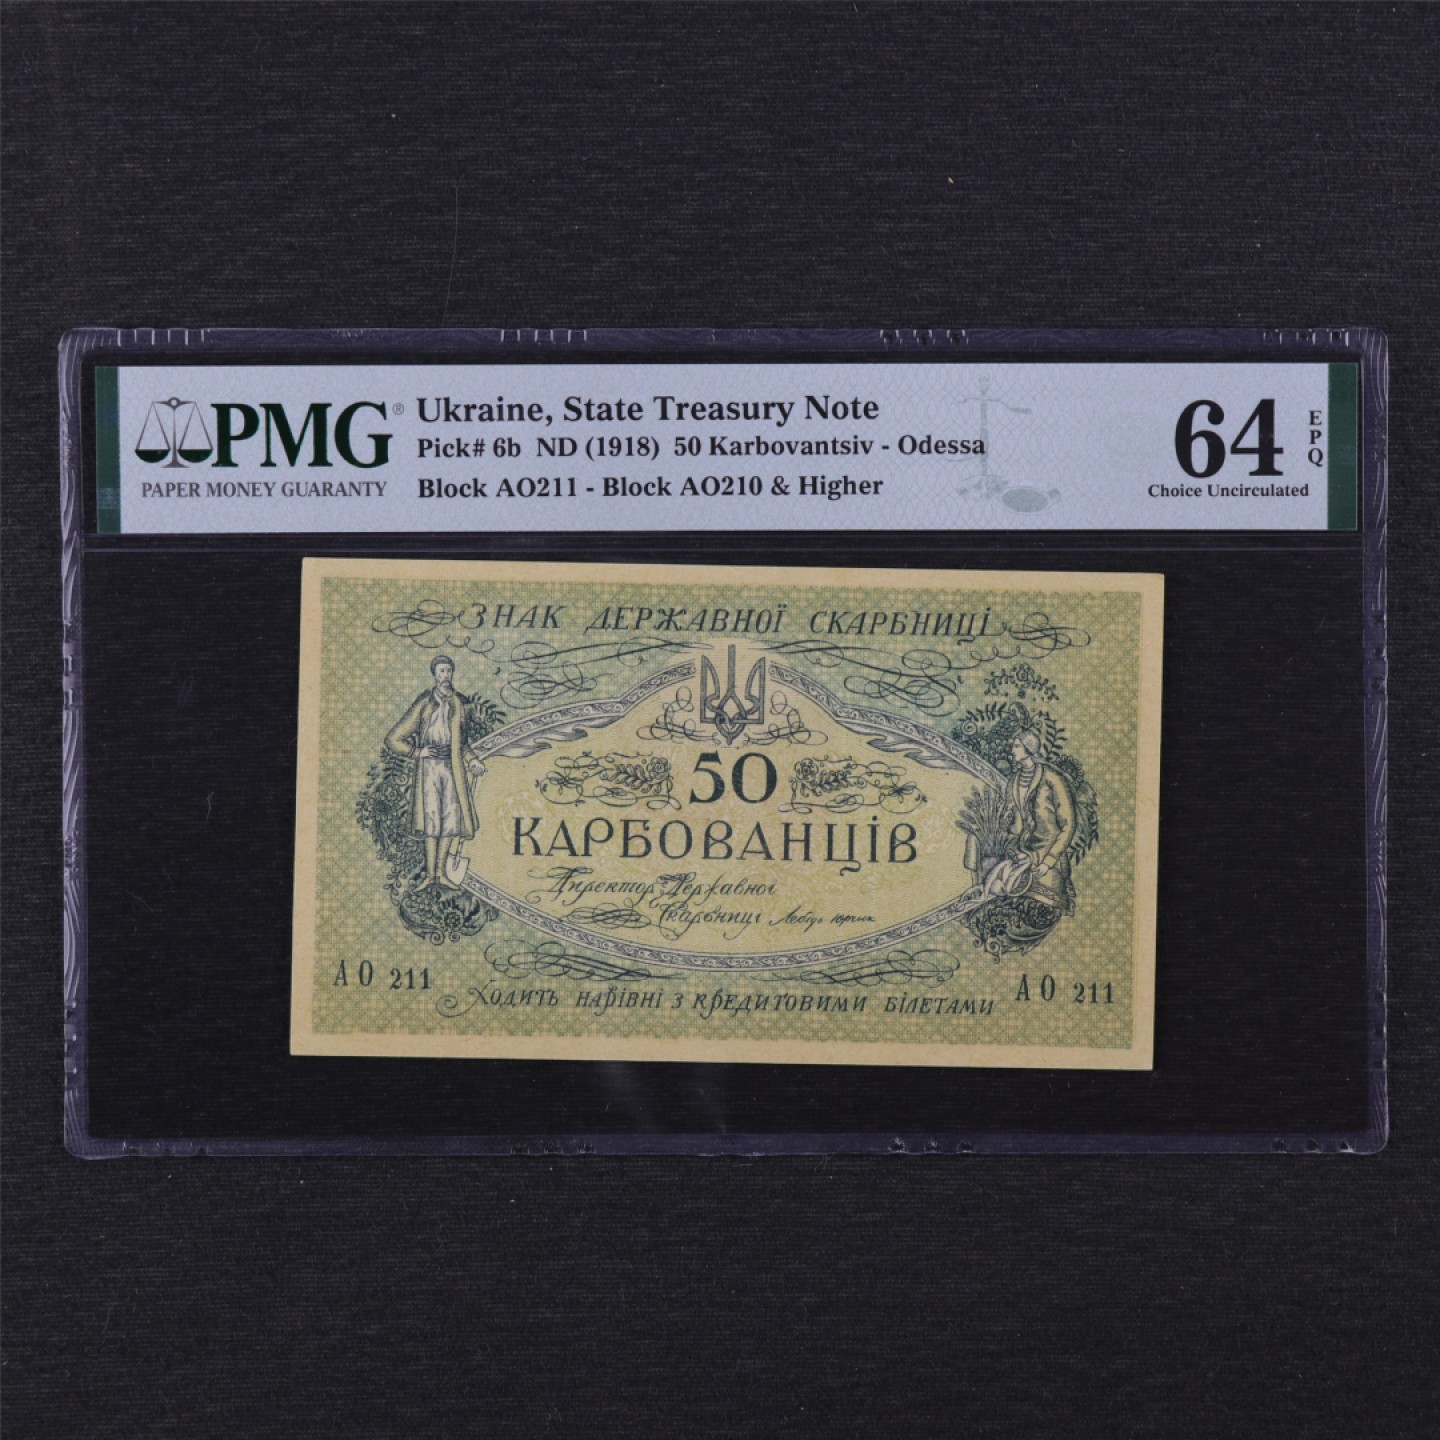 PMG®
PAPER MONEY GUARANTY
Ukraine, State Treasury Note
Pick# 6b ND (1918) 50 Karbovantsiv - Odessa
Block AO211 - Block AO210 & Higher
64
EPQ
Choice Uncirculated
ЗНАК ДЕРЖАВНОЇ СКАРБНИЦІ
50
КАРБОВАНЦІВ
Директор Державної
Скарбниці Лебідь-Юрчик
АО 211
АО 211
ХОДИТЬ НАРІВНІ З КРЕДИТОВИМИ БІЛЕТАМИ